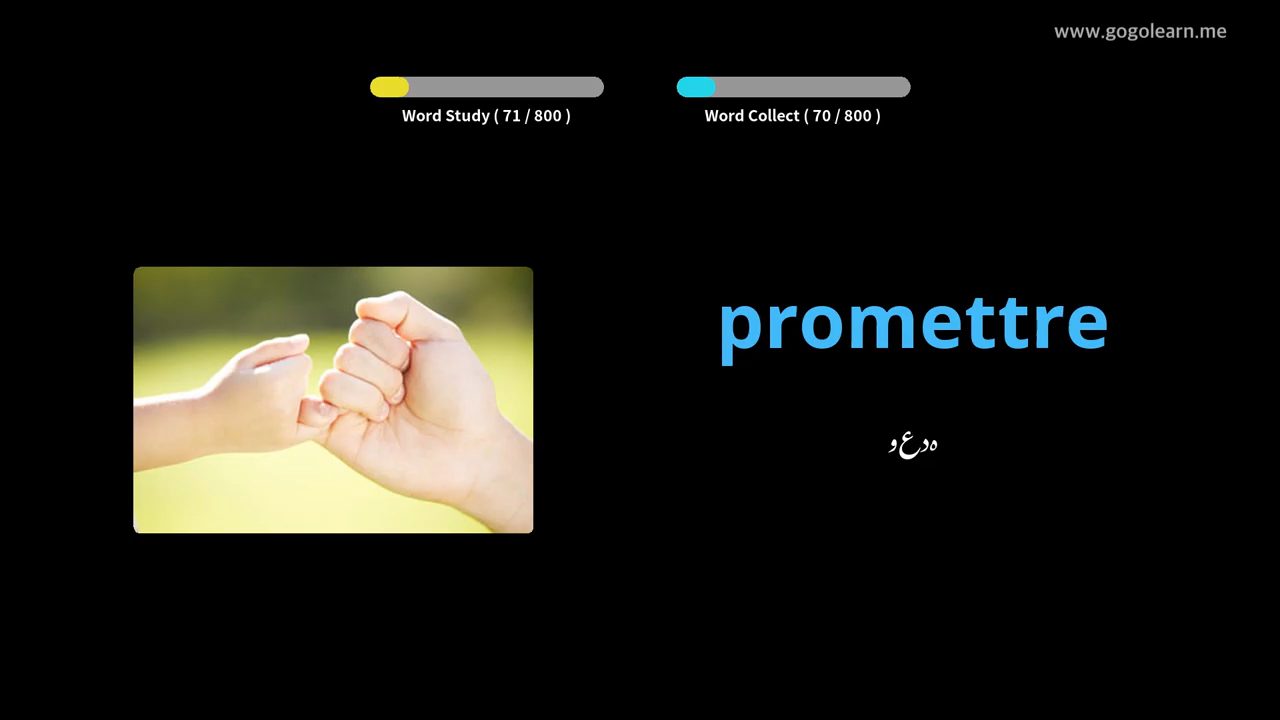 www.gogolearn.me
Word Study ( 71 / 800 )
Word Collect ( 70 / 800 )
promettre
وعدہ